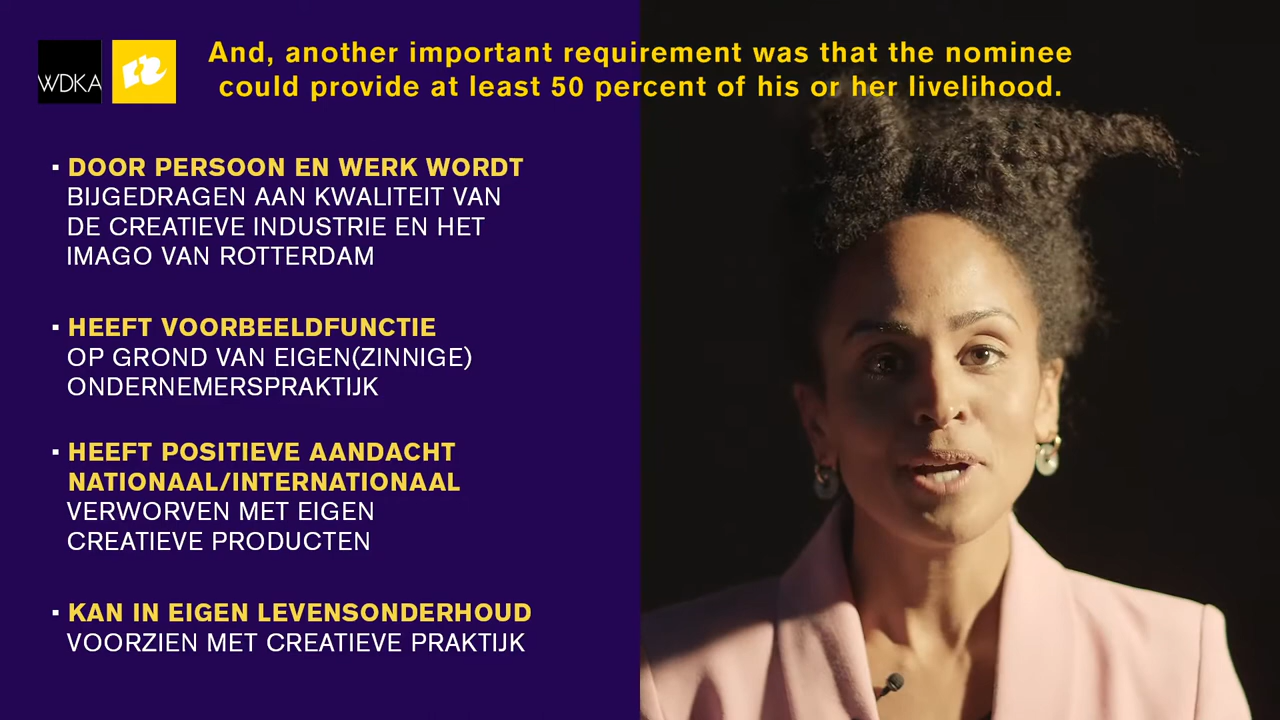 WDKA
And, another important requirement was that the nominee
could provide at least 50 percent of his or her livelihood.
▪ DOOR PERSOON EN WERK WORDT
BIJGEDRAGEN AAN KWALITEIT VAN
DE CREATIEVE INDUSTRIE EN HET
IMAGO VAN ROTTERDAM
▪ HEEFT VOORBEELDFUNCTIE
OP GROND VAN EIGEN(ZINNIGE)
ONDERNEMERSPRAKTIJK
▪ HEEFT POSITIEVE AANDACHT
NATIONAAL/INTERNATIONAAL
VERWORVEN MET EIGEN
CREATIEVE PRODUCTEN
▪ KAN IN EIGEN LEVENSONDERHOUD
VOORZIEN MET CREATIEVE PRAKTIJK